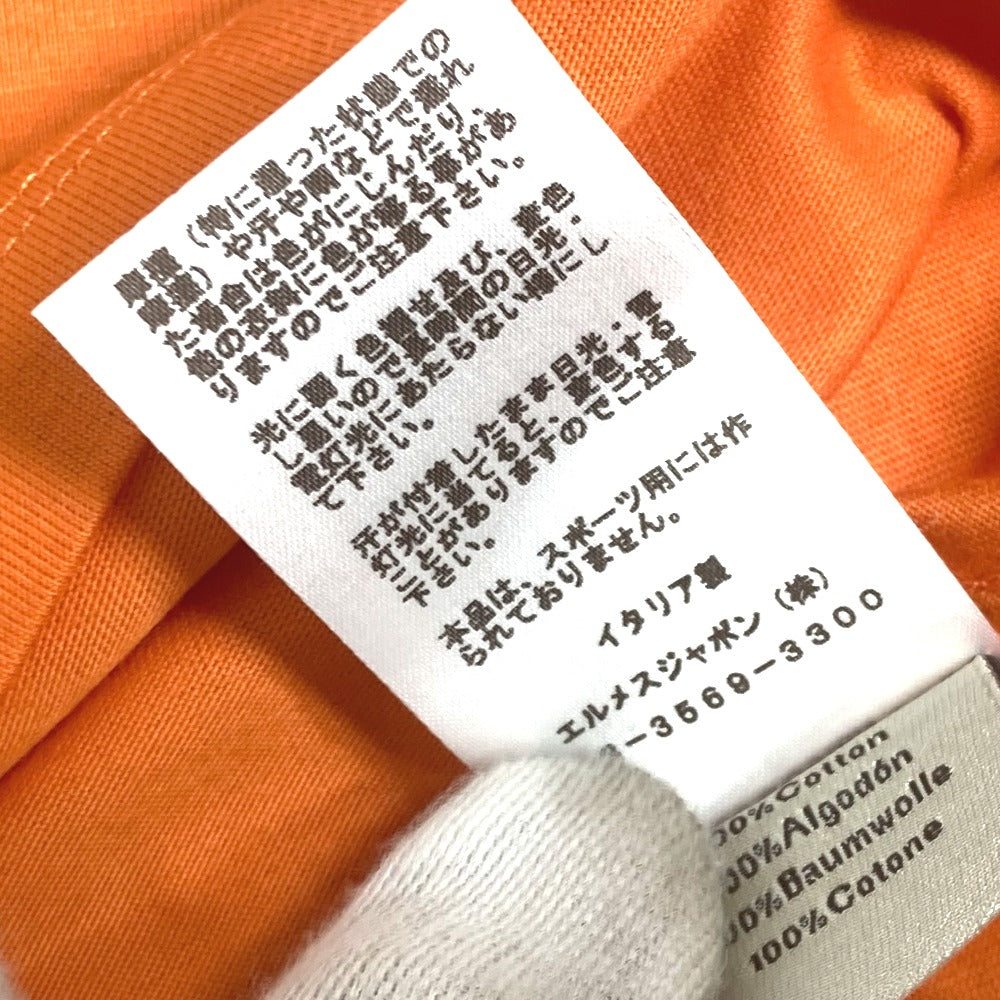 摩擦（特に湿った状態での
摩擦）や汗や雨などで濡れ
た場合は色がにじんだり、
他の衣類に色が移る事があ
りますのでご注意下さい。
光に弱く色褪せ及び、変色
し易いので長時間の日光・
電灯光にあたらない様にし
て下さい。
汗が付着したまま日光・電
灯光に当てると、変色する
ことがありますのでご注意
下さい。
本品は、スポーツ用には作
られておりません。
イタリア製
エルメスジャポン（株）
3-3569-3300
00%Cotton
00%Algodón
00%Baumwolle
100%Cotone